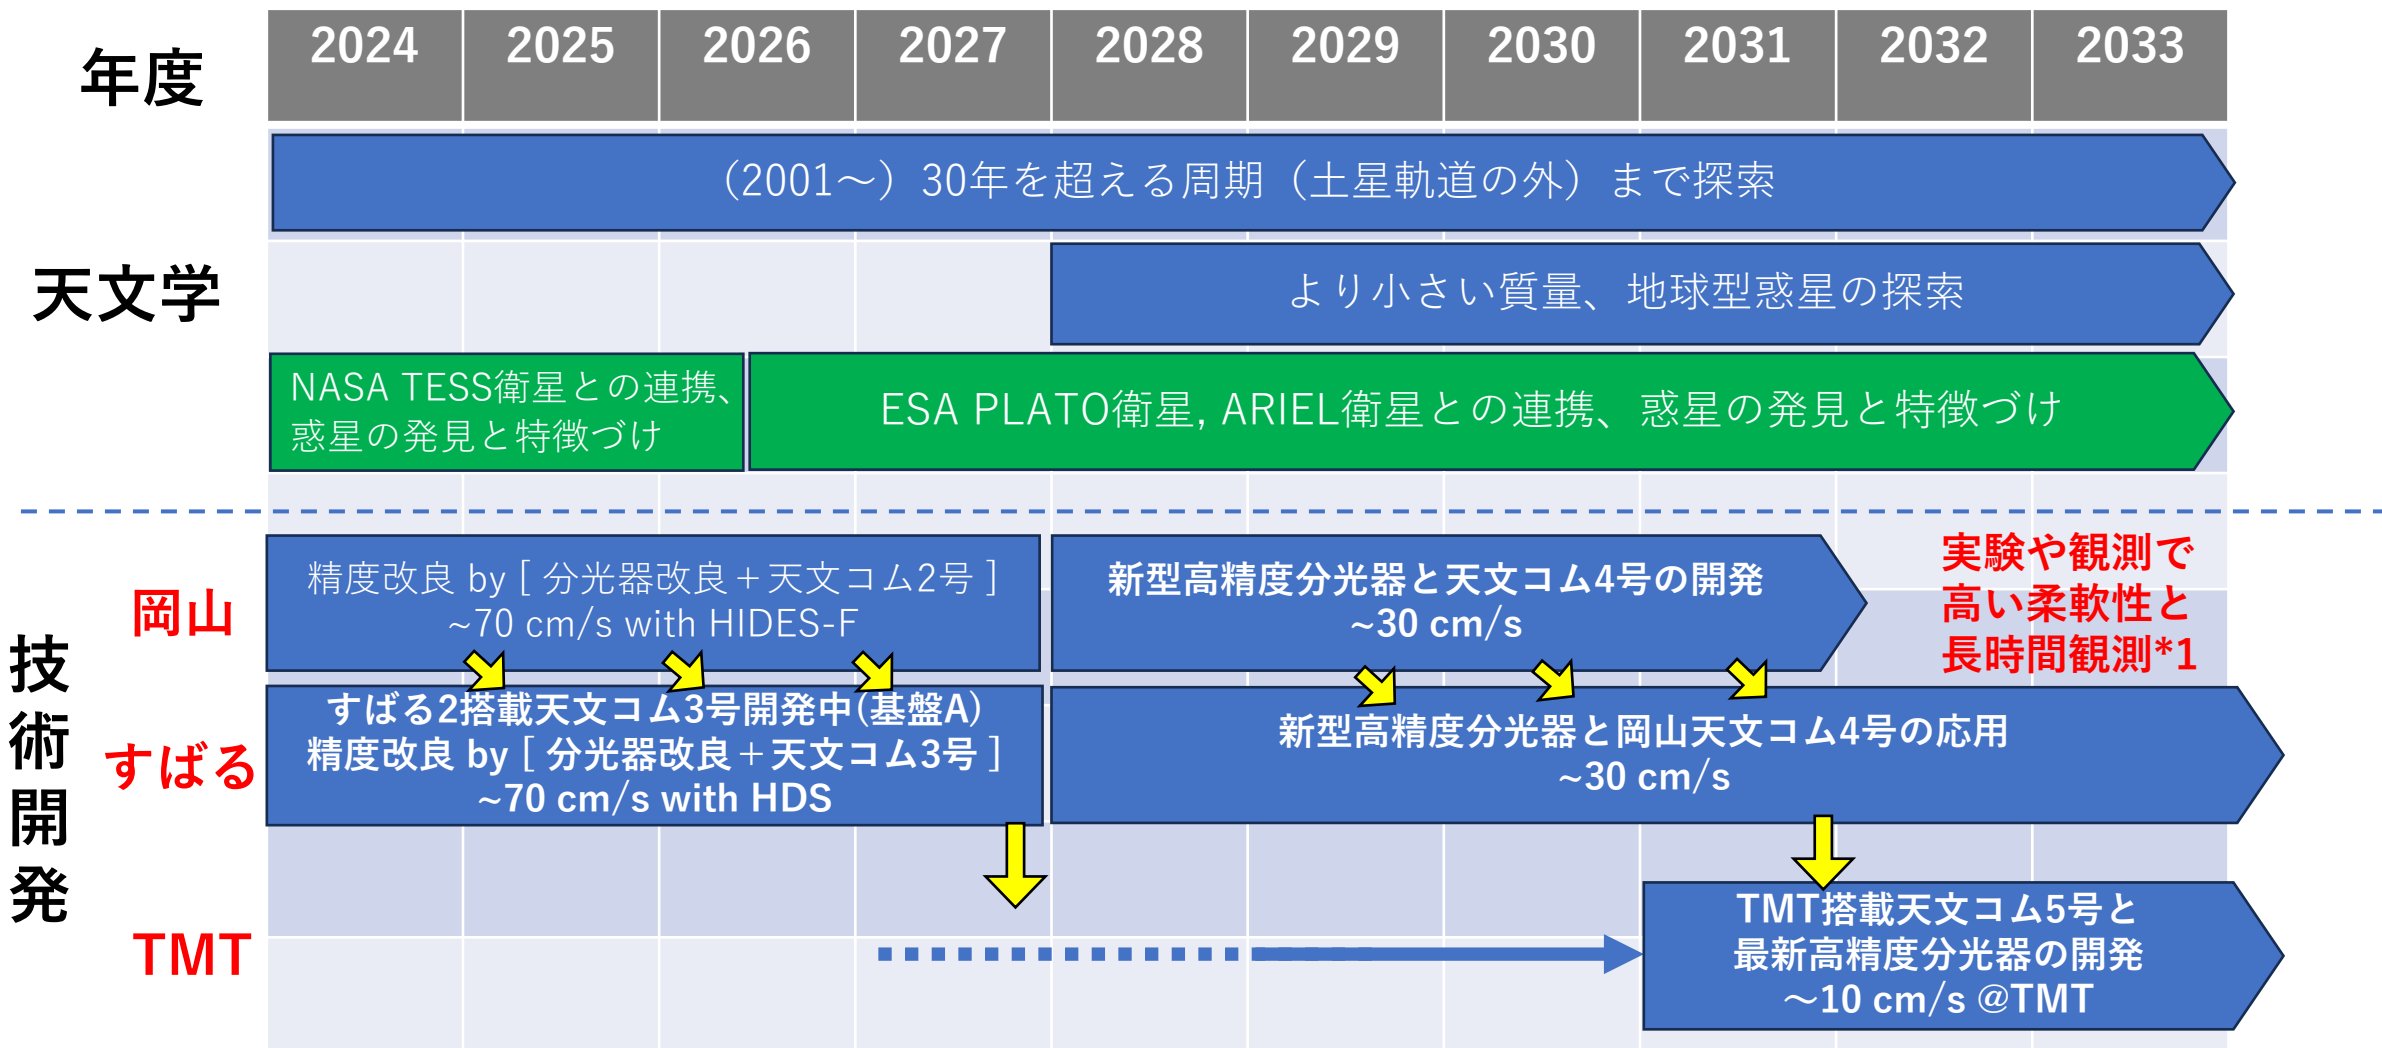 年度
2024 2025 2026 2027 2028 2029 2030 2031 2032 2033
天文学
（2001～）30年を超える周期（土星軌道の外）まで探索
より小さい質量、地球型惑星の探索
NASA TESS衛星との連携、
惑星の発見と特徴づけ
ESA PLATO衛星, ARIEL衛星との連携、惑星の発見と特徴づけ
技術開発
岡山
精度改良 by [ 分光器改良＋天文コム2号 ]
~70 cm/s with HIDES-F
新型高精度分光器と天文コム4号の開発
~30 cm/s
実験や観測で
高い柔軟性と
長時間観測*1
すばる
すばる2搭載天文コム3号開発中(基盤A)
精度改良 by [ 分光器改良＋天文コム3号 ]
~70 cm/s with HDS
新型高精度分光器と岡山天文コム4号の応用
~30 cm/s
TMT
TMT搭載天文コム5号と
最新高精度分光器の開発
～10 cm/s @TMT